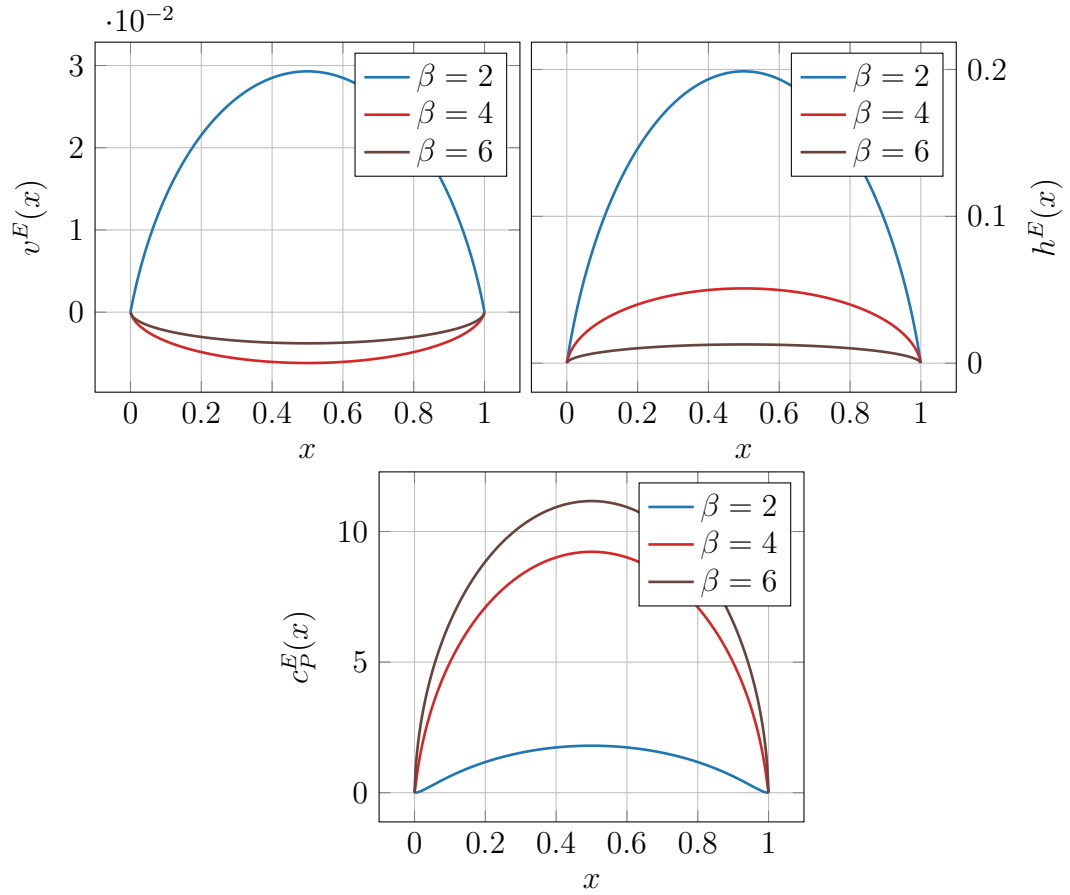 ·10⁻²
3
2
1
0
v^E(x)
β = 2
β = 4
β = 6
0 0.2 0.4 0.6 0.8 1
x
β = 2
β = 4
β = 6
0.2
0.1
0
h^E(x)
0 0.2 0.4 0.6 0.8 1
x
10
5
0
c_P^E(x)
β = 2
β = 4
β = 6
0 0.2 0.4 0.6 0.8 1
x